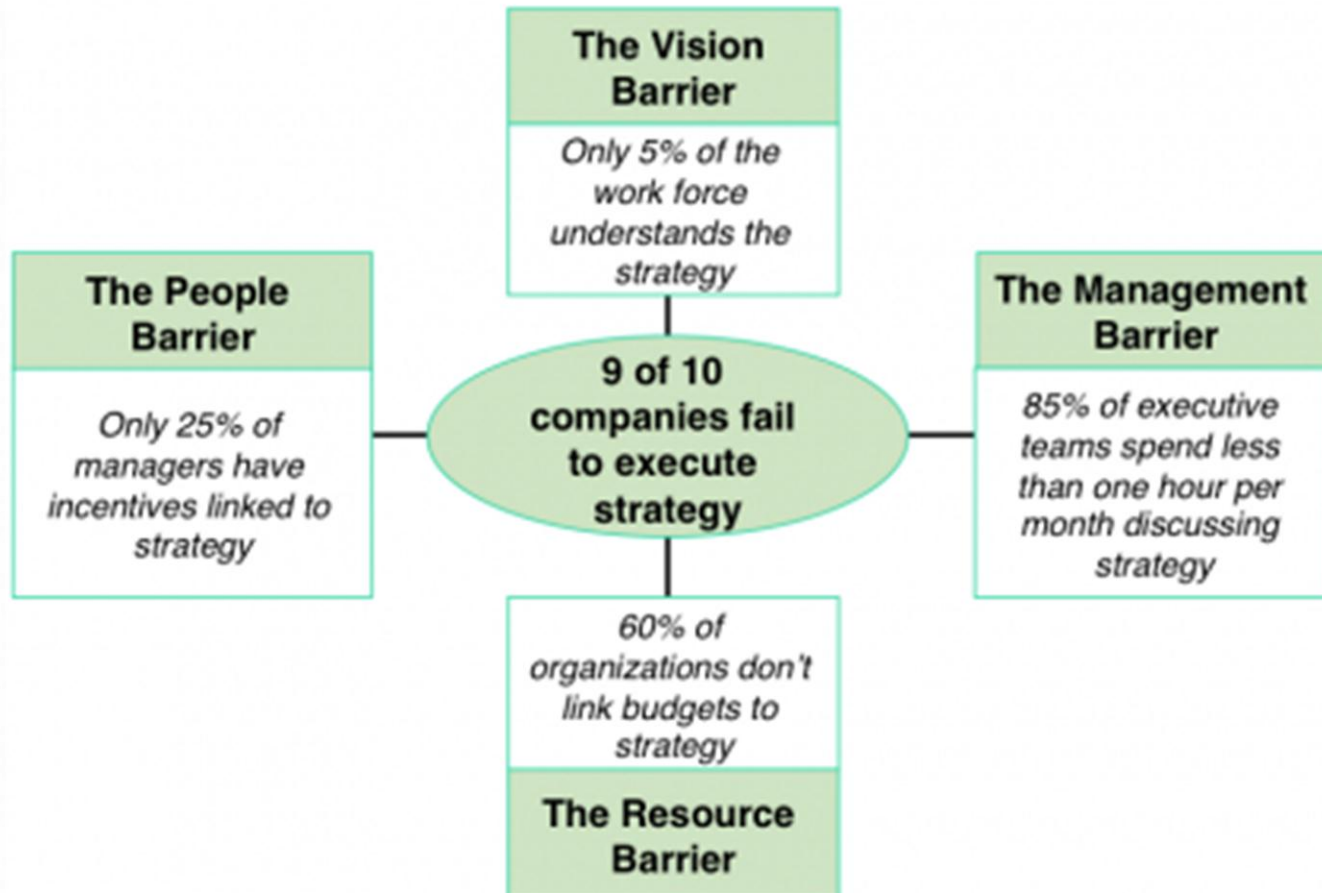 The Vision
Barrier
Only 5% of the
work force
understands the
strategy
The People
Barrier
Only 25% of
managers have
incentives linked to
strategy
9 of 10
companies fail
to execute
strategy
The Management
Barrier
85% of executive
teams spend less
than one hour per
month discussing
strategy
60% of
organizations don't
link budgets to
strategy
The Resource
Barrier